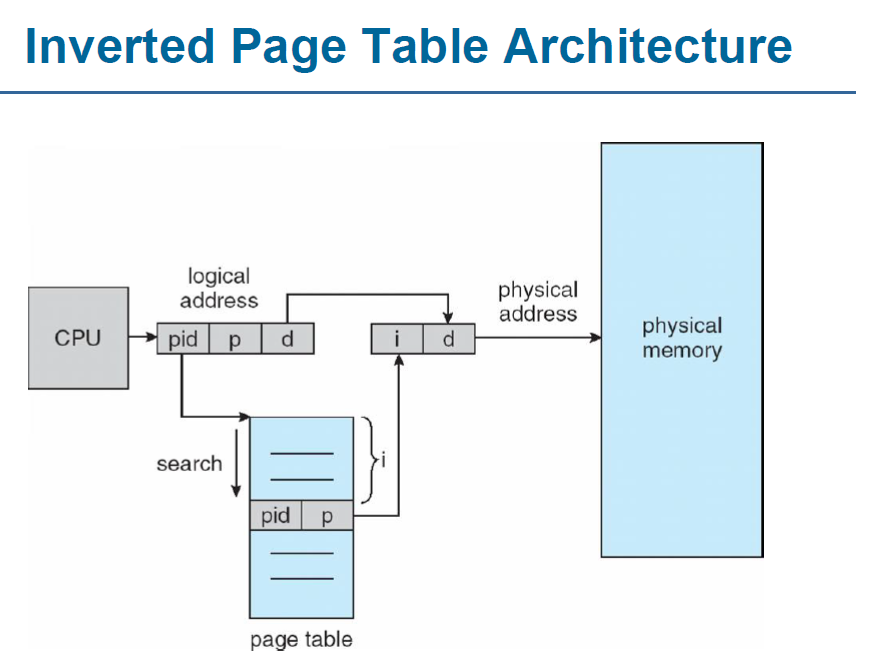 Inverted Page Table Architecture
logical
address
physical
address
CPU
pid p d
i d
physical
memory
search
i
pid p
page table